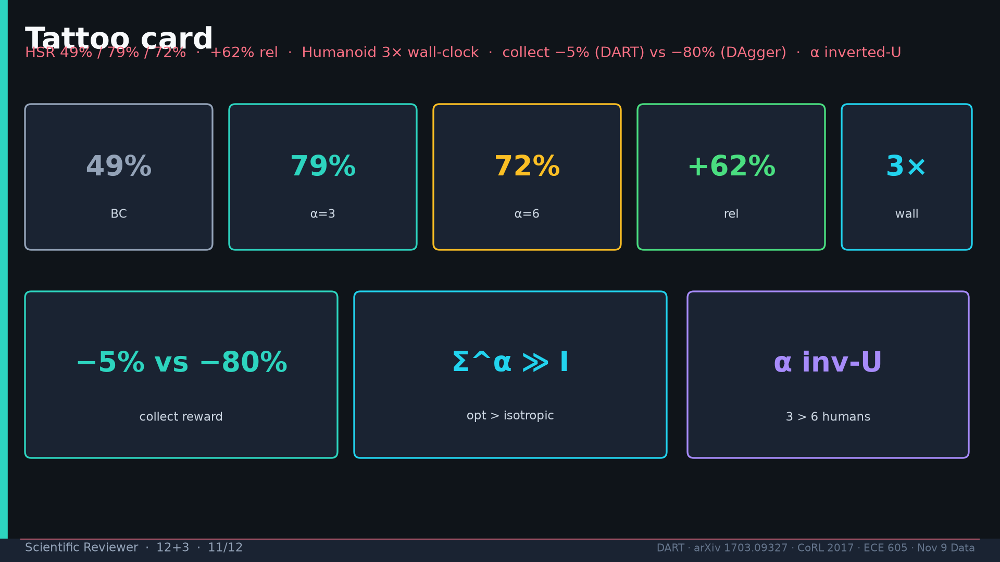 Tattoo card
HSR 49% / 79% / 72%  ·  +62% rel  ·  Humanoid 3× wall-clock  ·  collect −5% (DART) vs −80% (DAgger)  ·  α inverted-U
49%
BC
79%
α=3
72%
α=6
+62%
rel
3×
wall
−5% vs −80%
collect reward
Σ^α ≫ I
opt > isotropic
α inv-U
3 > 6 humans
Scientific Reviewer  ·  12+3  ·  11/12
DART · arXiv 1703.09327 · CoRL 2017 · ECE 605 · Nov 9 Data